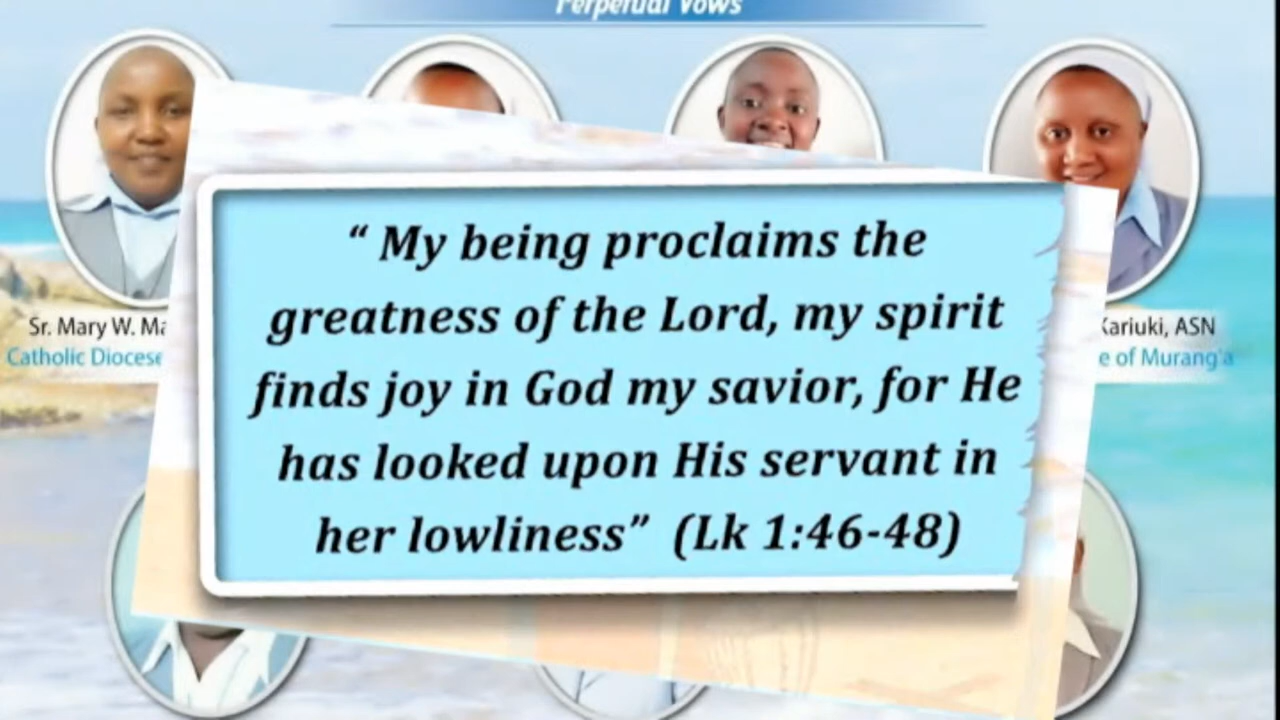 Perpetual Vows
“ My being proclaims the
greatness of the Lord, my spirit
finds joy in God my savior, for He
has looked upon His servant in
her lowliness” (Lk 1:46-48)
Sr. Mary W.
Catholic Diocese
Kariuki, ASN
of Murang'a